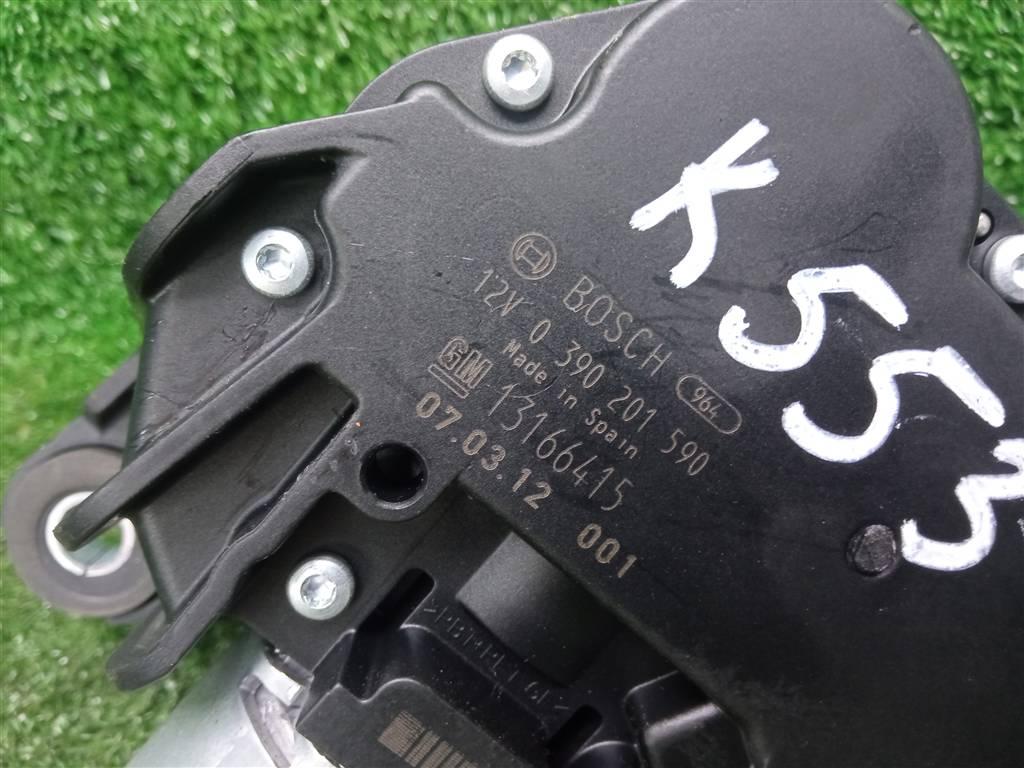 BOSCH 964
12V 0 390 201 590
Made in Spain
GM 13166415
07.03.12 001
K553